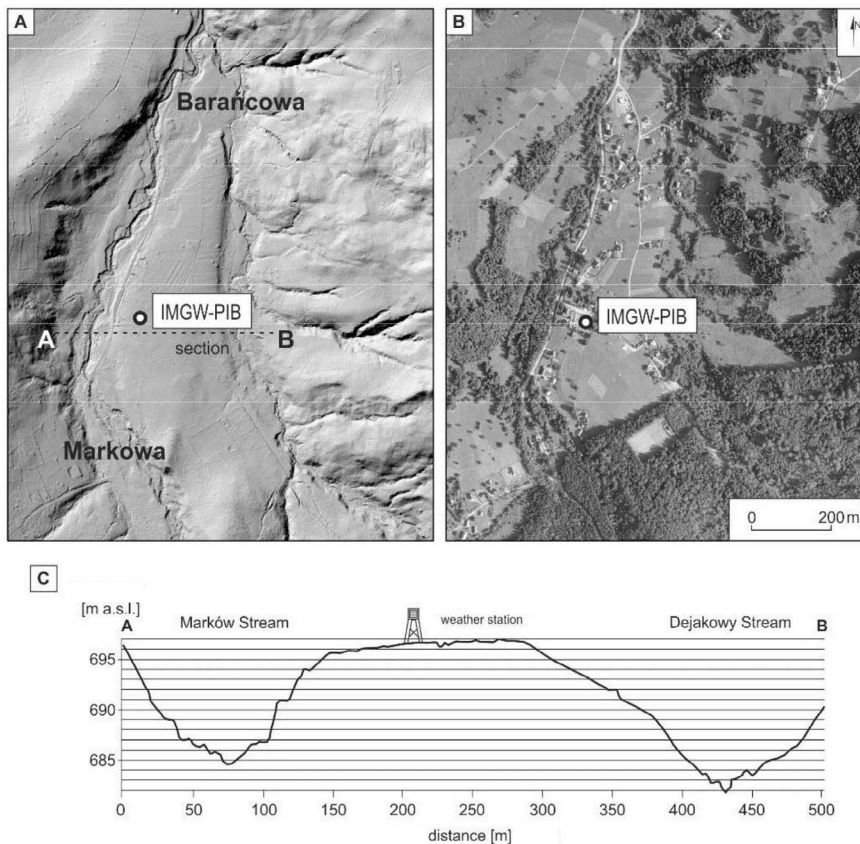 A
Barańcowa
IMGW-PIB
A
B
section
Markowa
B
N
IMGW-PIB
0 200 m
C
[m a.s.l.]
A
Marków Stream
weather station
Dejakowy Stream
B
695
690
685
0 50 100 150 200 250 300 350 400 450 500
distance [m]